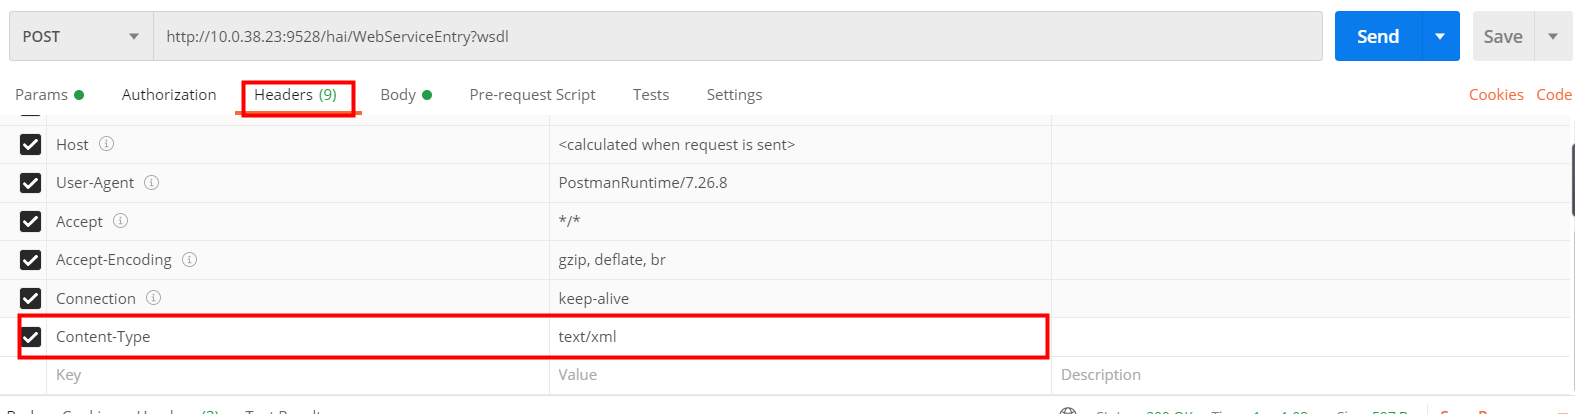 POST http://10.0.38.23:9528/hai/WebServiceEntry?wsdl Send Save
Params Authorization Headers (9) Body Pre-request Script Tests Settings Cookies Code
Host <calculated when request is sent>
User-Agent PostmanRuntime/7.26.8
Accept */*
Accept-Encoding gzip, deflate, br
Connection keep-alive
Content-Type text/xml
Key Value Description